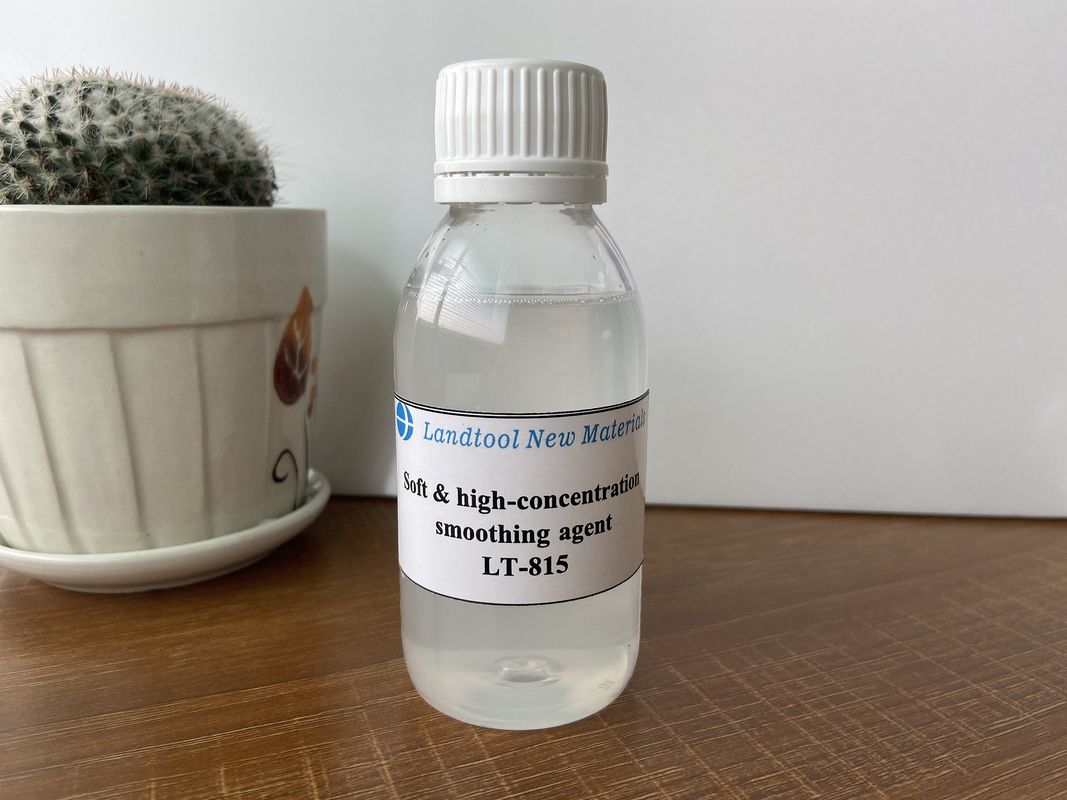 Landtool New Materials
Soft & high-concentration
smoothing agent
LT-815